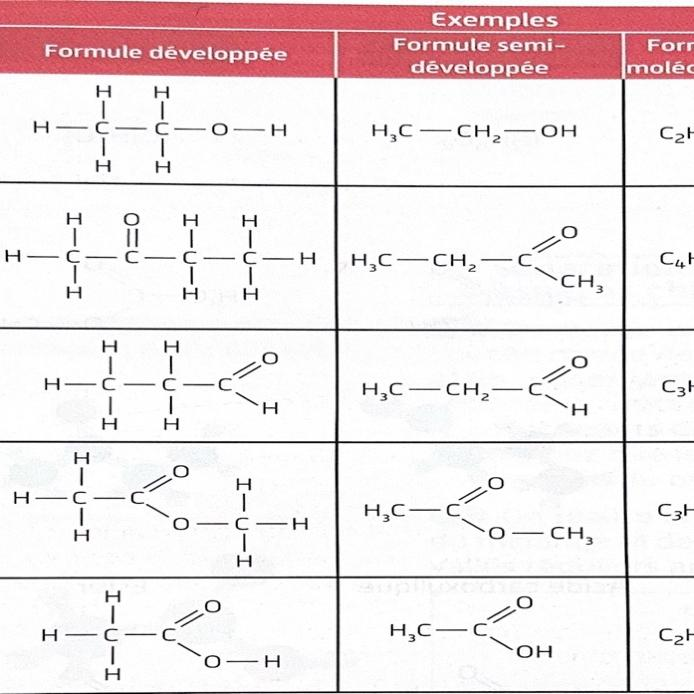 Exemples
Formule développée
Formule semi-
développée
For
moléc
H H
H C C O H
H H
H₃C CH₂ OH
C₂H
H O H H
H C C C C H
H H H
H₃C CH₂ C O
CH₃
C₄H
H H O
H C C C
H H H
H₃C CH₂ C O
H
C₃H
H O H
H C C O C H
H H
H₃C C O
O CH₃
C₃H
H O
H C C
H O H
H₃C C O
OH
C₂H